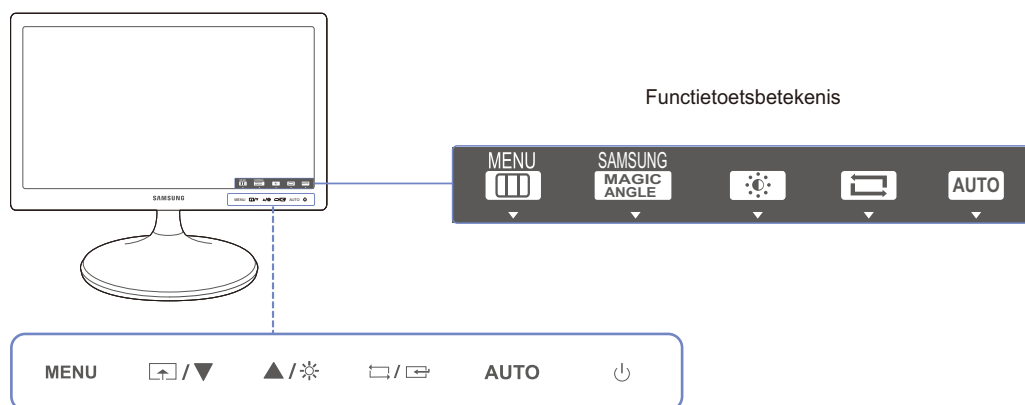 Functietoetsbetekenis
MENU
SAMSUNG
MAGIC
ANGLE
AUTO
SAMSUNG
MENU AUTO
MENU / / / AUTO